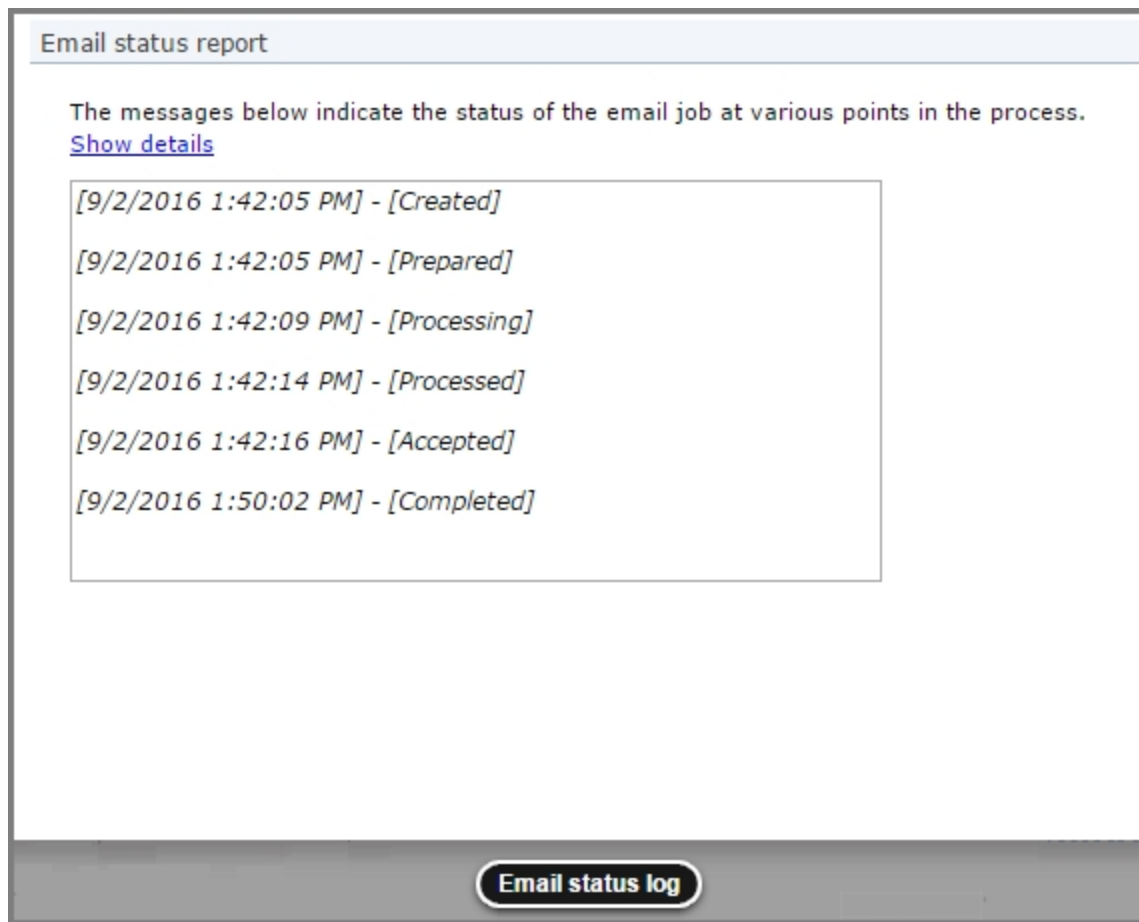 Email status report
The messages below indicate the status of the email job at various points in the process.
Show details
[9/2/2016 1:42:05 PM] - [Created]
[9/2/2016 1:42:05 PM] - [Prepared]
[9/2/2016 1:42:09 PM] - [Processing]
[9/2/2016 1:42:14 PM] - [Processed]
[9/2/2016 1:42:16 PM] - [Accepted]
[9/2/2016 1:50:02 PM] - [Completed]
Email status log